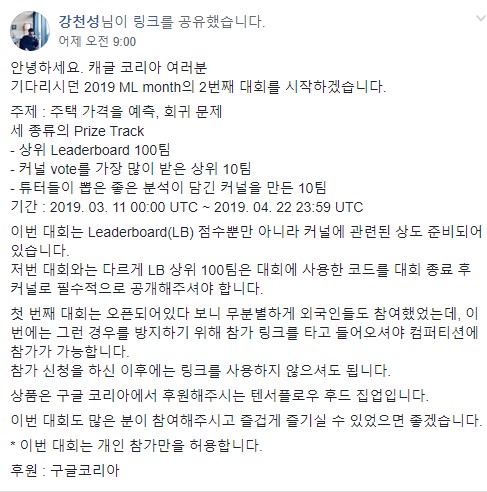 강천성님이 링크를 공유했습니다.
어제 오전 9:00
안녕하세요. 캐글 코리아 여러분
기다리시던 2019 ML month의 2번째 대회를 시작하겠습니다.
주제 : 주택 가격을 예측, 회귀 문제
세 종류의 Prize Track
- 상위 Leaderboard 100팀
- 커널 vote를 가장 많이 받은 상위 10팀
- 튜터들이 뽑은 좋은 분석이 담긴 커널을 만든 10팀
기간 : 2019. 03. 11 00:00 UTC ~ 2019. 04. 22 23:59 UTC
이번 대회는 Leaderboard(LB) 점수뿐만 아니라 커널에 관련된 상도 준비되어
있습니다.
저번 대회와는 다르게 LB 상위 100팀은 대회에 사용한 코드를 대회 종료 후
커널로 필수적으로 공개해주셔야 합니다.
첫 번째 대회는 오픈되어있다 보니 무분별하게 외국인들도 참여했었는데, 이
번에는 그런 경우를 방지하기 위해 참가 링크를 타고 들어오셔야 컴퍼티션에
참가가 가능합니다.
참가 신청을 하신 이후에는 링크를 사용하지 않으셔도 됩니다.
상품은 구글 코리아에서 후원해주시는 텐서플로우 후드 집업입니다.
이번 대회도 많은 분이 참여해주시고 즐겁게 즐기실 수 있었으면 좋겠습니다.
* 이번 대회는 개인 참가만을 허용합니다.
후원 : 구글코리아